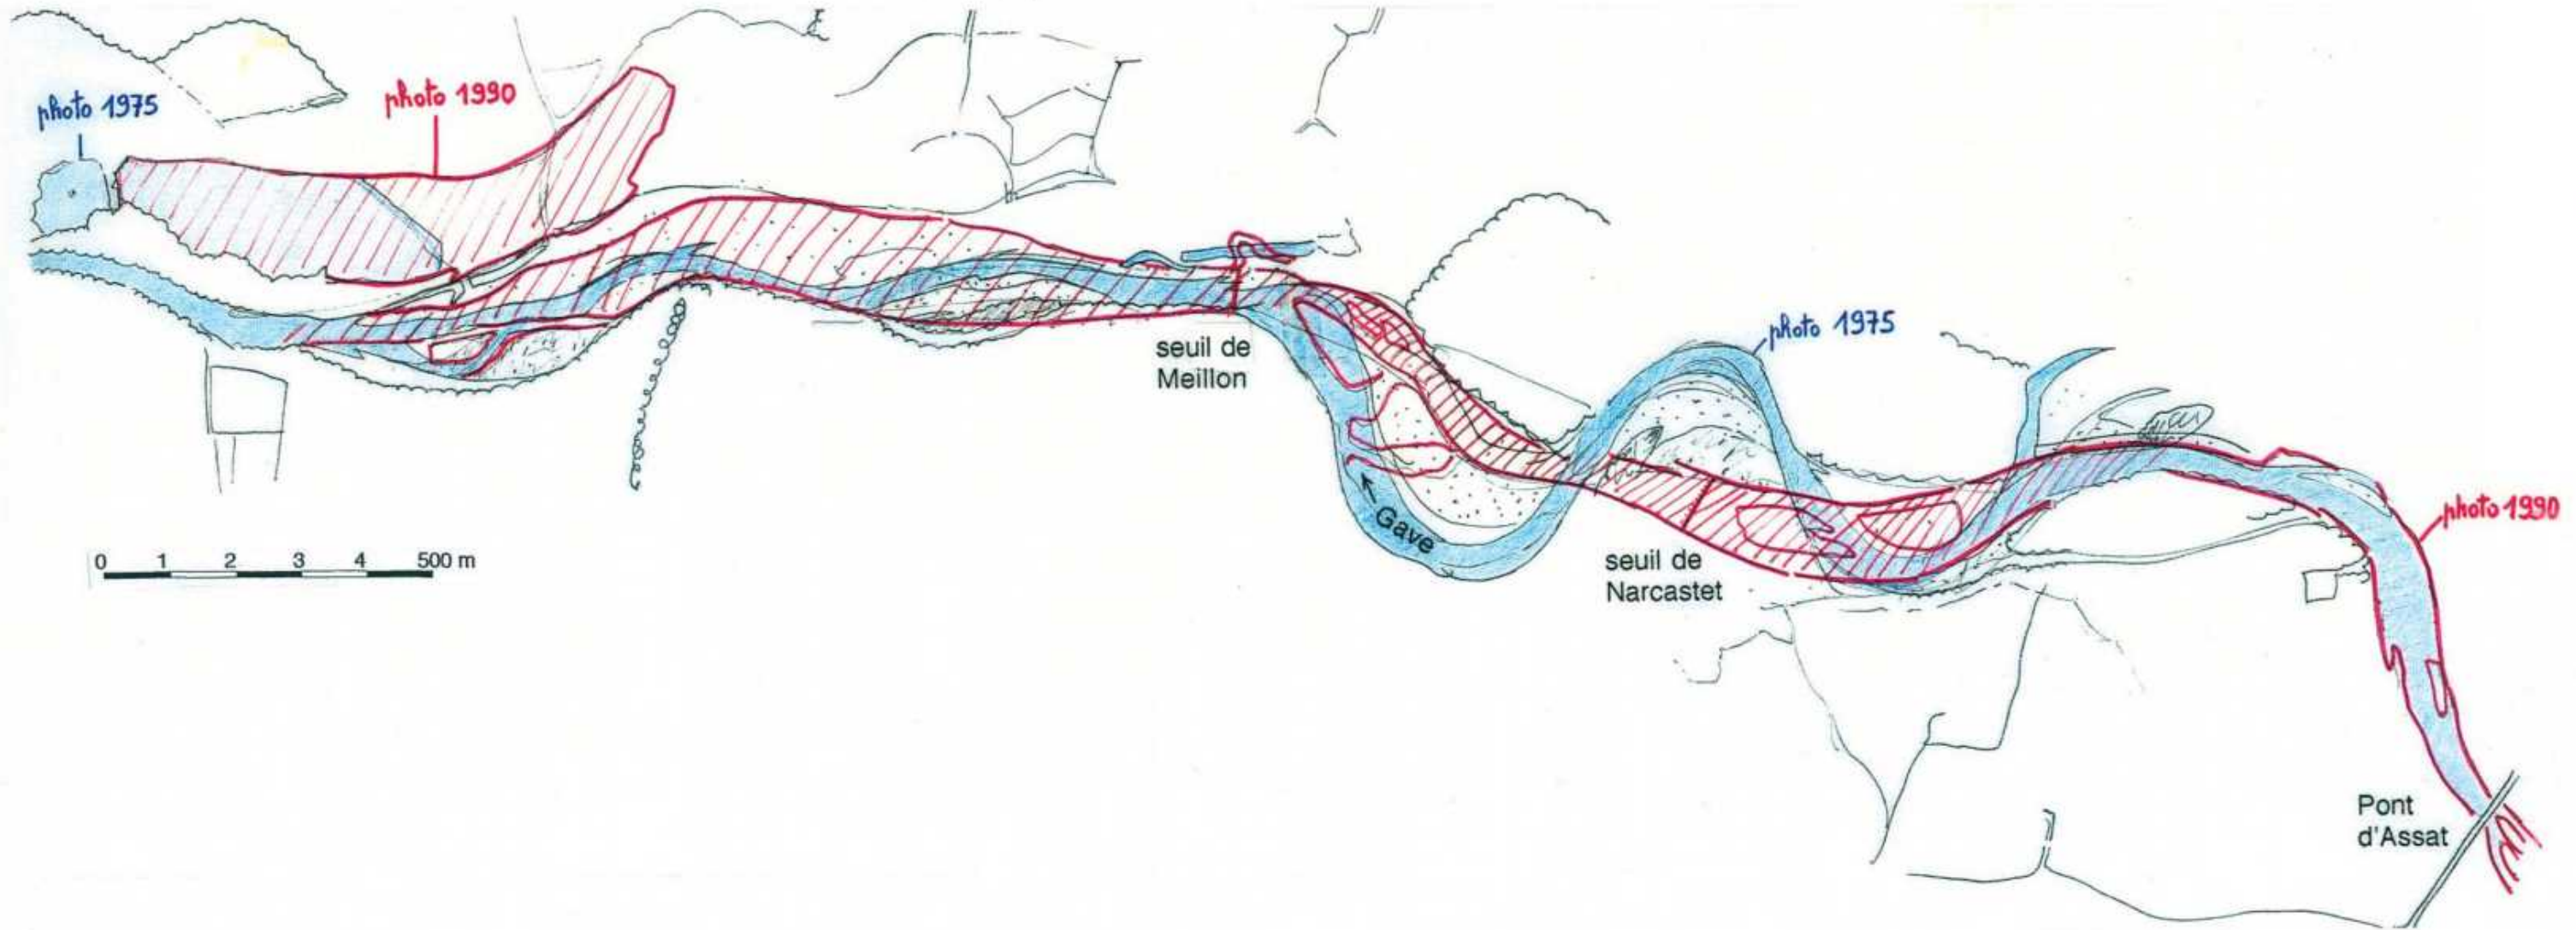 photo 1975
photo 1990
seuil de
Meillon
photo 1975
Gave
photo 1990
seuil de
Narcastet
0 1 2 3 4 500 m
Pont
d'Assat